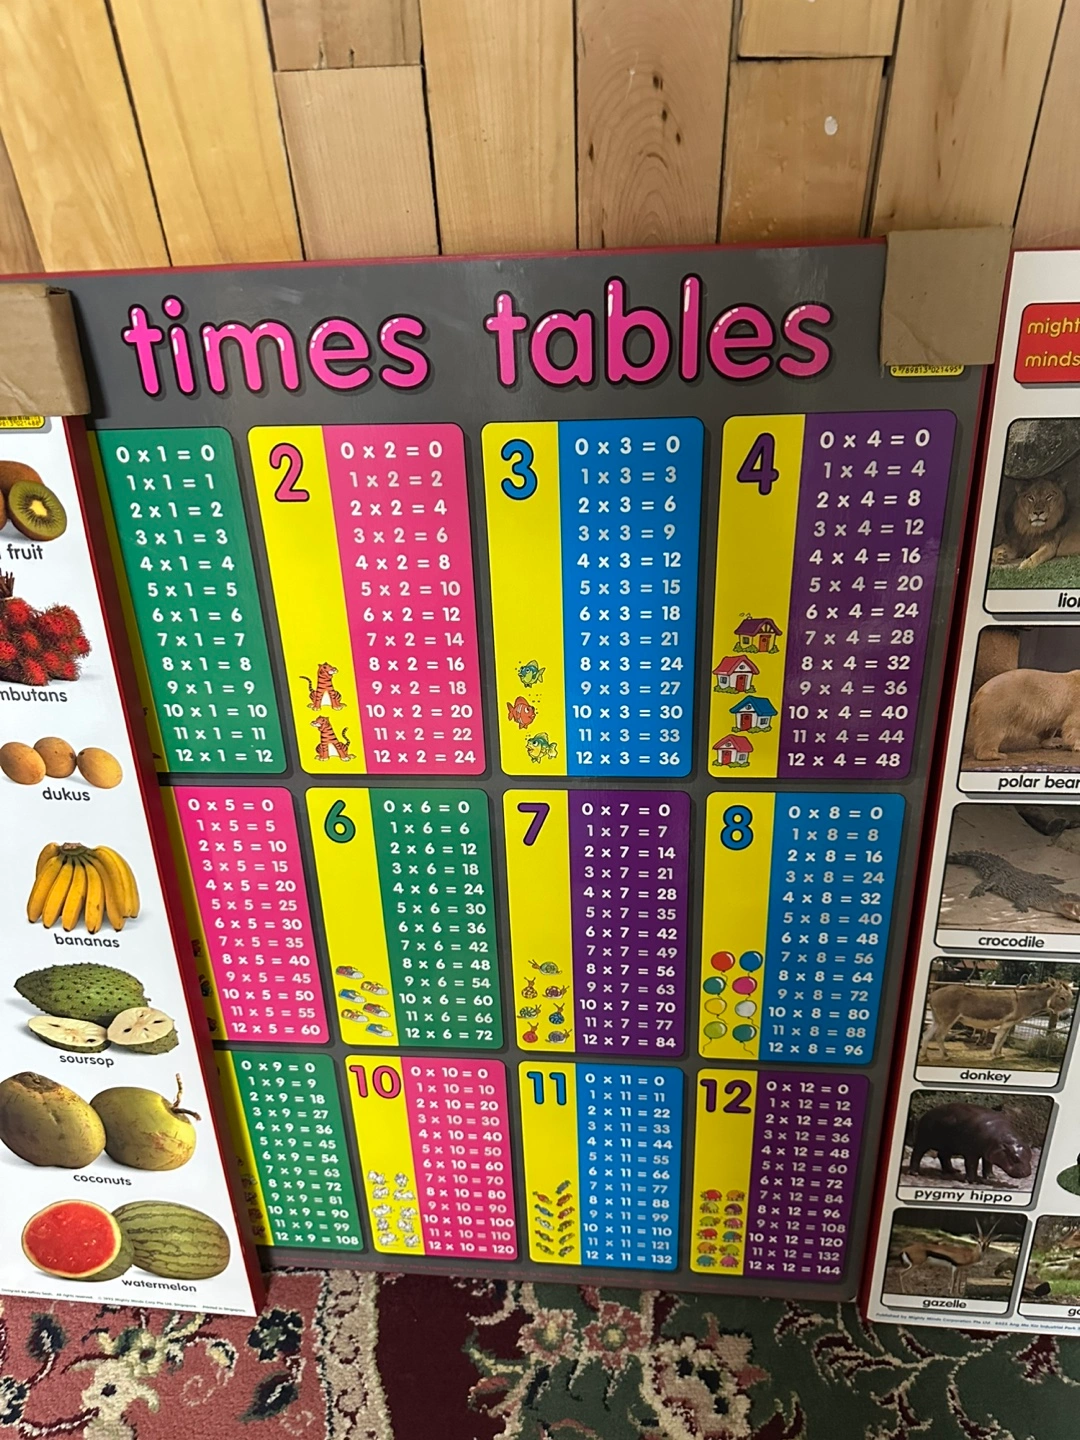 times tables
9 789813 021495
0 x 1 = 0
1 x 1 = 1
2 x 1 = 2
3 x 1 = 3
4 x 1 = 4
5 x 1 = 5
6 x 1 = 6
7 x 1 = 7
8 x 1 = 8
9 x 1 = 9
10 x 1 = 10
11 x 1 = 11
12 x 1 = 12
2
0 x 2 = 0
1 x 2 = 2
2 x 2 = 4
3 x 2 = 6
4 x 2 = 8
5 x 2 = 10
6 x 2 = 12
7 x 2 = 14
8 x 2 = 16
9 x 2 = 18
10 x 2 = 20
11 x 2 = 22
12 x 2 = 24
3
0 x 3 = 0
1 x 3 = 3
2 x 3 = 6
3 x 3 = 9
4 x 3 = 12
5 x 3 = 15
6 x 3 = 18
7 x 3 = 21
8 x 3 = 24
9 x 3 = 27
10 x 3 = 30
11 x 3 = 33
12 x 3 = 36
4
0 x 4 = 0
1 x 4 = 4
2 x 4 = 8
3 x 4 = 12
4 x 4 = 16
5 x 4 = 20
6 x 4 = 24
7 x 4 = 28
8 x 4 = 32
9 x 4 = 36
10 x 4 = 40
11 x 4 = 44
12 x 4 = 48
0 x 5 = 0
1 x 5 = 5
2 x 5 = 10
3 x 5 = 15
4 x 5 = 20
5 x 5 = 25
6 x 5 = 30
7 x 5 = 35
8 x 5 = 40
9 x 5 = 45
10 x 5 = 50
11 x 5 = 55
12 x 5 = 60
6
0 x 6 = 0
1 x 6 = 6
2 x 6 = 12
3 x 6 = 18
4 x 6 = 24
5 x 6 = 30
6 x 6 = 36
7 x 6 = 42
8 x 6 = 48
9 x 6 = 54
10 x 6 = 60
11 x 6 = 66
12 x 6 = 72
7
0 x 7 = 0
1 x 7 = 7
2 x 7 = 14
3 x 7 = 21
4 x 7 = 28
5 x 7 = 35
6 x 7 = 42
7 x 7 = 49
8 x 7 = 56
9 x 7 = 63
10 x 7 = 70
11 x 7 = 77
12 x 7 = 84
8
0 x 8 = 0
1 x 8 = 8
2 x 8 = 16
3 x 8 = 24
4 x 8 = 32
5 x 8 = 40
6 x 8 = 48
7 x 8 = 56
8 x 8 = 64
9 x 8 = 72
10 x 8 = 80
11 x 8 = 88
12 x 8 = 96
0 x 9 = 0
1 x 9 = 9
2 x 9 = 18
3 x 9 = 27
4 x 9 = 36
5 x 9 = 45
6 x 9 = 54
7 x 9 = 63
8 x 9 = 72
9 x 9 = 81
10 x 9 = 90
11 x 9 = 99
12 x 9 = 108
10
0 x 10 = 0
1 x 10 = 10
2 x 10 = 20
3 x 10 = 30
4 x 10 = 40
5 x 10 = 50
6 x 10 = 60
7 x 10 = 70
8 x 10 = 80
9 x 10 = 90
10 x 10 = 100
11 x 10 = 110
12 x 10 = 120
11
0 x 11 = 0
1 x 11 = 11
2 x 11 = 22
3 x 11 = 33
4 x 11 = 44
5 x 11 = 55
6 x 11 = 66
7 x 11 = 77
8 x 11 = 88
9 x 11 = 99
10 x 11 = 110
11 x 11 = 121
12 x 11 = 132
12
0 x 12 = 0
1 x 12 = 12
2 x 12 = 24
3 x 12 = 36
4 x 12 = 48
5 x 12 = 60
6 x 12 = 72
7 x 12 = 84
8 x 12 = 96
9 x 12 = 108
10 x 12 = 120
11 x 12 = 132
12 x 12 = 144
fruit
mbutans
dukus
bananas
soursop
coconuts
watermelon
might
minds
lion
polar bear
crocodile
donkey
pygmy hippo
gazelle